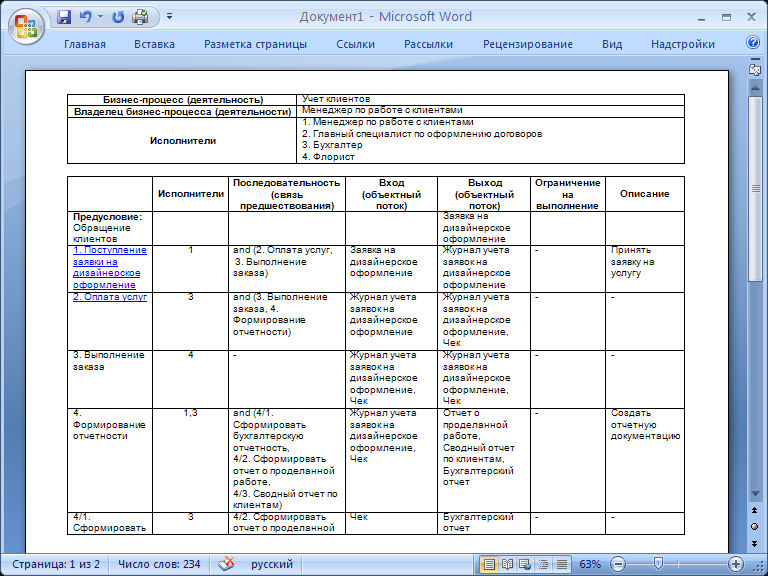 Документ1 - Microsoft Word
Главная Вставка Разметка страницы Ссылки Рассылки Рецензирование Вид Надстройки
Бизнес-процесс (деятельность) Учет клиентов
Владелец бизнес-процесса (деятельности) Менеджер по работе с клиентами
Исполнители
1. Менеджер по работе с клиентами
2. Главный специалист по оформлению договоров
3. Бухгалтер
4. Флорист
Исполнители
Последовательность
(связь
предшествования)
Вход
(объектный
поток)
Выход
(объектный
поток)
Ограничение
на
выполнение
Описание
Предусловие:
Обращение
клиентов
Заявка на
дизайнерское
оформление
1. Поступление
заявки на
дизайнерское
оформление
1
and (2. Оплата услуг,
3. Выполнение
заказа)
Заявка на
дизайнерское
оформление
Журнал учета
заявок на
дизайнерское
оформление
-
Принять
заявку на
услугу
2. Оплата услуг
3
and (3. Выполнение
заказа, 4.
Формирование
отчетности)
Журнал учета
заявок на
дизайнерское
оформление
Журнал учета
заявок на
дизайнерское
оформление,
Чек
-
-
3. Выполнение
заказа
4
-
Журнал учета
заявок на
дизайнерское
оформление,
Чек
Журнал учета
заявок на
дизайнерское
оформление,
Чек
-
-
4.
Формирование
отчетности
1,3
and (4/1.
Сформировать
бухгалтерскую
отчетность,
4/2. Сформировать
отчет о проделанной
работе,
4/3. Сводный отчет по
клиентам)
Журнал учета
заявок на
дизайнерское
оформление,
Чек
Отчет о
проделанной
работе,
Сводный отчет
по клиентам,
Бухгалтерский
отчет
-
Создать
отчетную
документацию
4/1.
Сформировать
3
4/2. Сформировать
отчет о проделанной
Чек
Бухгалтерский
отчет
-
-
Страница: 1 из 2 Число слов: 234 русский 63%